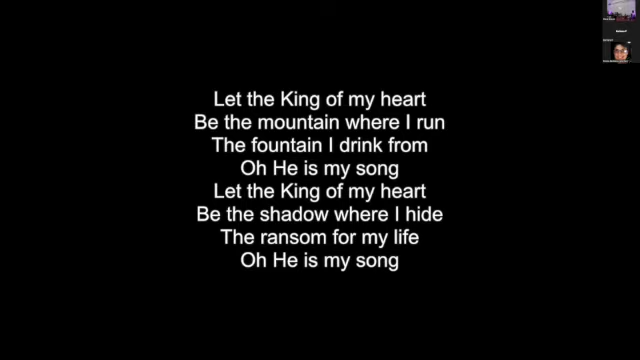 Let the King of my heart
Be the mountain where I run
The fountain I drink from
Oh He is my song
Let the King of my heart
Be the shadow where I hide
The ransom for my life
Oh He is my song